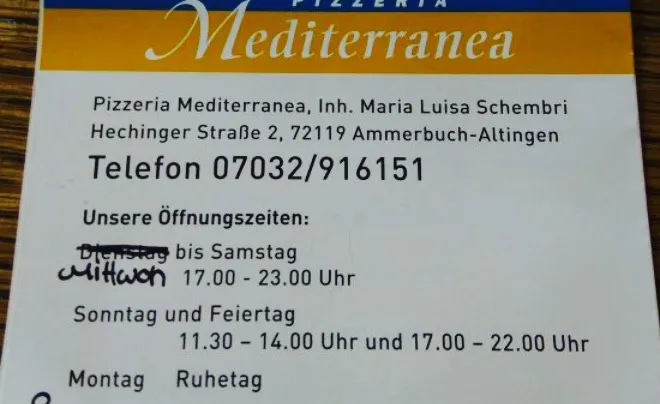 PIZZERIA
Mediterranea
Pizzeria Mediterranea, Inh. Maria Luisa Schembri
Hechinger Straße 2, 72119 Ammerbuch-Altingen
Telefon 07032/916151
Unsere Öffnungszeiten:
Dienstag bis Samstag
Mittwoch 17.00 - 23.00 Uhr
Sonntag und Feiertag
11.30 – 14.00 Uhr und 17.00 – 22.00 Uhr
Montag Ruhetag